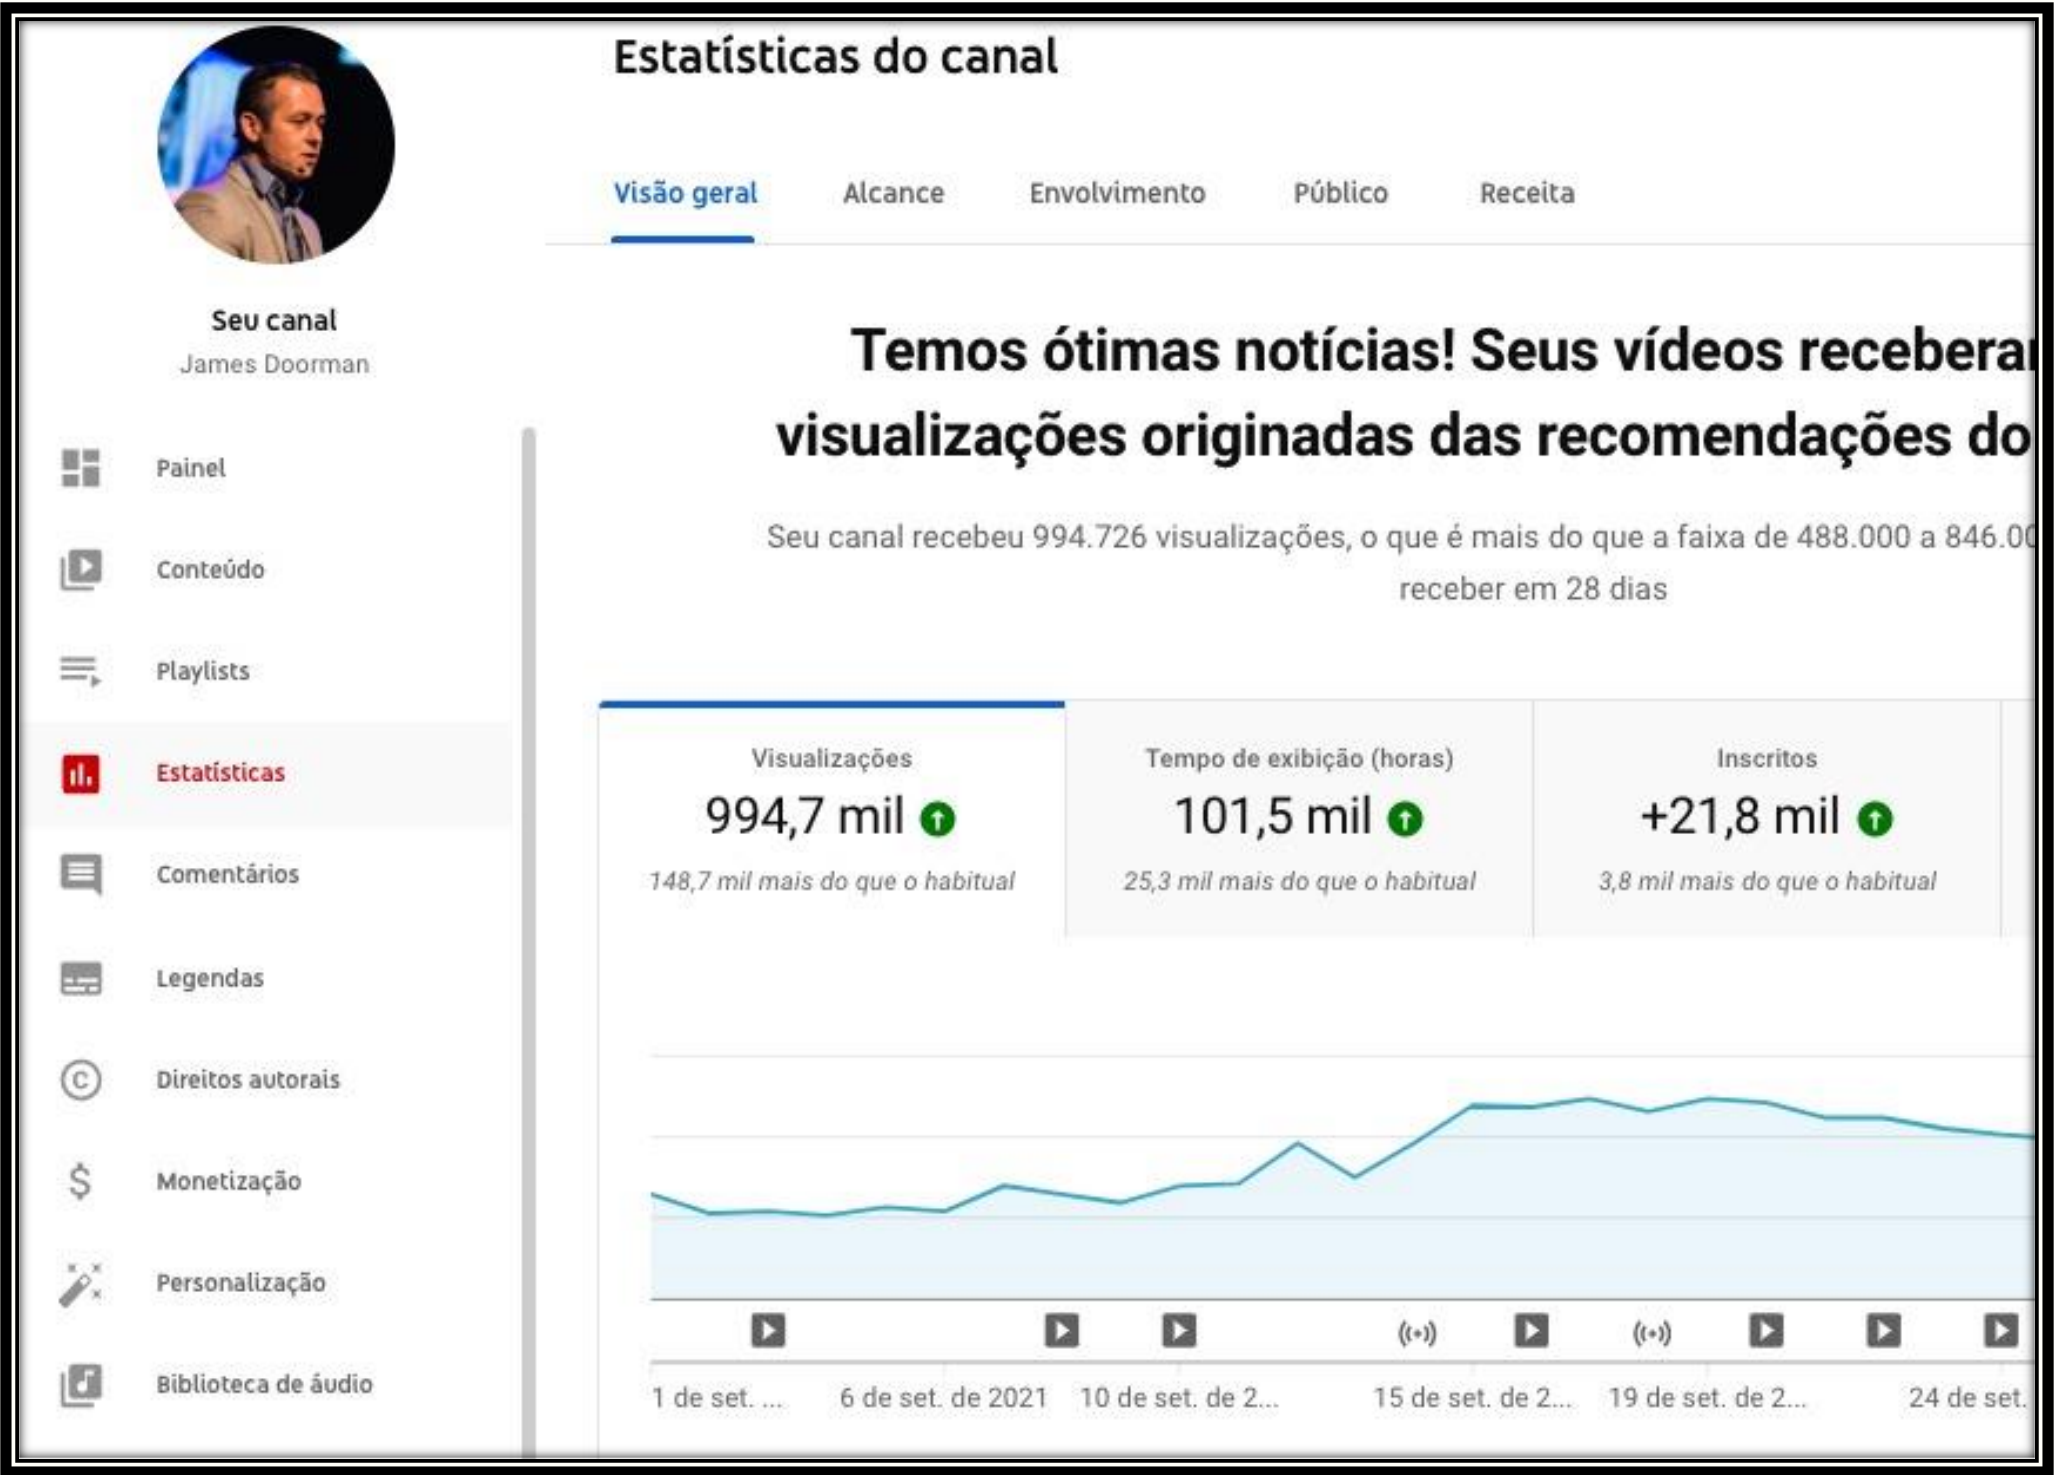 Estatísticas do canal
Visão geral
Alcance
Envolvimento
Público
Receita
Seu canal
James Doorman
Painel
Conteúdo
Playlists
Estatísticas
Comentários
Legendas
Direitos autorais
Monetização
Personalização
Biblioteca de áudio
Temos ótimas notícias! Seus vídeos
visualizações originadas das recomendações do
Seu canal recebeu 994.726 visualizações, o que é mais do que a faixa de 488.000 a
receber em 28 dias
Visualizações
994,7 mil
148,7 mil mais do que o habitual
Tempo de exibição (horas)
101,5 mil
25,3 mil mais do que o habitual
Inscritos
+21,8 mil
3,8 mil mais do que o habitual
1 de set. ...
6 de set. de 2021
10 de set. de 2...
15 de set. de 2...
19 de set. de 2...
24 de set.